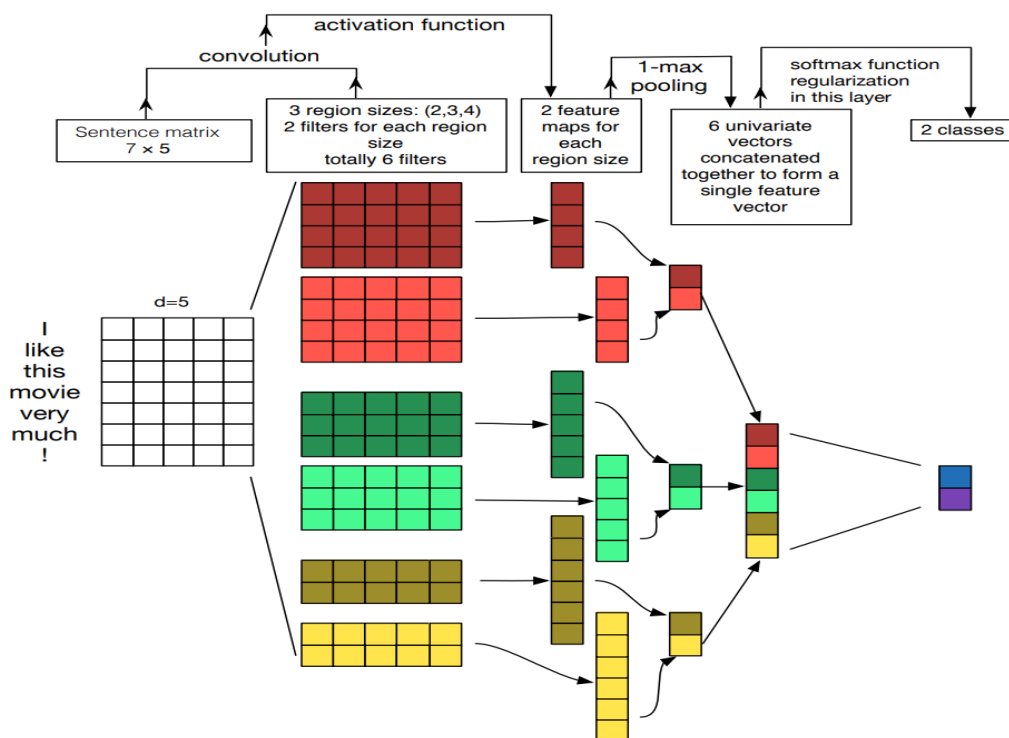 activation function
convolution
1-max
pooling
softmax function
regularization
in this layer
Sentence matrix
7 × 5
3 region sizes: (2,3,4)
2 filters for each region
size
totally 6 filters
2 feature
maps for
each
region size
6 univariate
vectors
concatenated
together to form a
single feature
vector
2 classes
d=5
I
like
this
movie
very
much
!